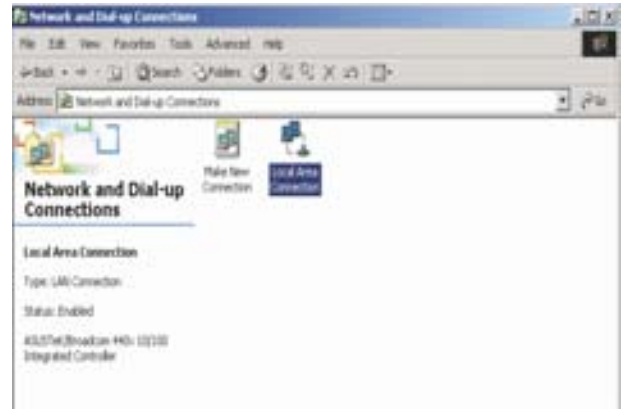 Network and Dial-up Connections
File Edit View Favorites Tools Advanced Help
Back Search Folders
Address Network and Dial-up Connections Go
Make New
Connection
Local Area
Connection
Network and Dial-up
Connections
Local Area Connection
Type: LAN Connection
Status: Enabled
ASUSTek/Broadcom 440x 10/100
Integrated Controller